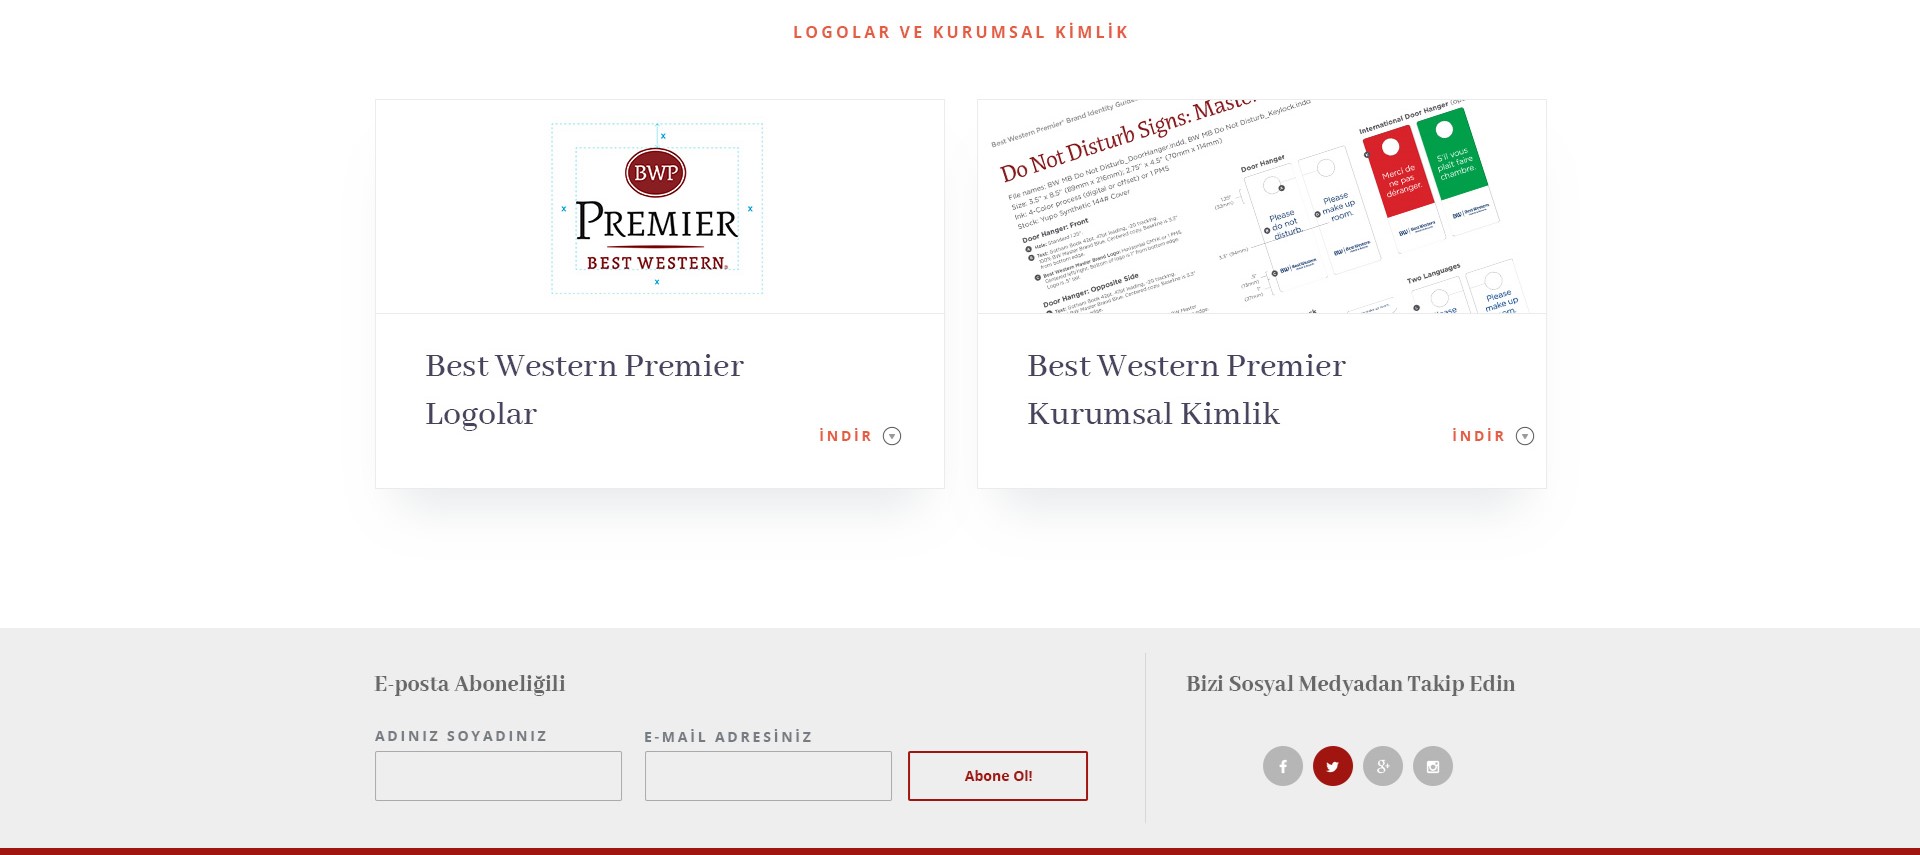 LOGOLAR VE KURUMSAL KİMLİK
x
BWP
x
x
PREMIER
BEST WESTERN®
x
Best Western Premier
Logolar
İNDİR
Best Western Premier® Brand Identity
Do Not Disturb Signs:
File names: BW MB Do Not Disturb_DoorHanger.indd, BW MB Do Not Disturb_Keylock.indd
Size: 3.5" x 8.5" (89mm x 216mm); 2.75" x 4.5" (70mm x 114mm)
Ink: 4-Color process (digital or offset) or 1 PMS
Stock: Yupo Synthetic 144# Cover
Door Hanger: Front
Door Hanger: Opposite Side
Door Hanger
Please
do not
disturb.
Please
make up
room.
International Door Hanger
Merci de
ne pas
déranger.
S'il vous
plaît faire
chambre.
Two Languages
Please
make up
room.
Best Western Premier
Kurumsal Kimlik
İNDİR
E-posta Aboneliğili
ADINIZ SOYADINIZ
E-MAİL ADRESİNİZ
Abone Ol!
Bizi Sosyal Medyadan Takip Edin